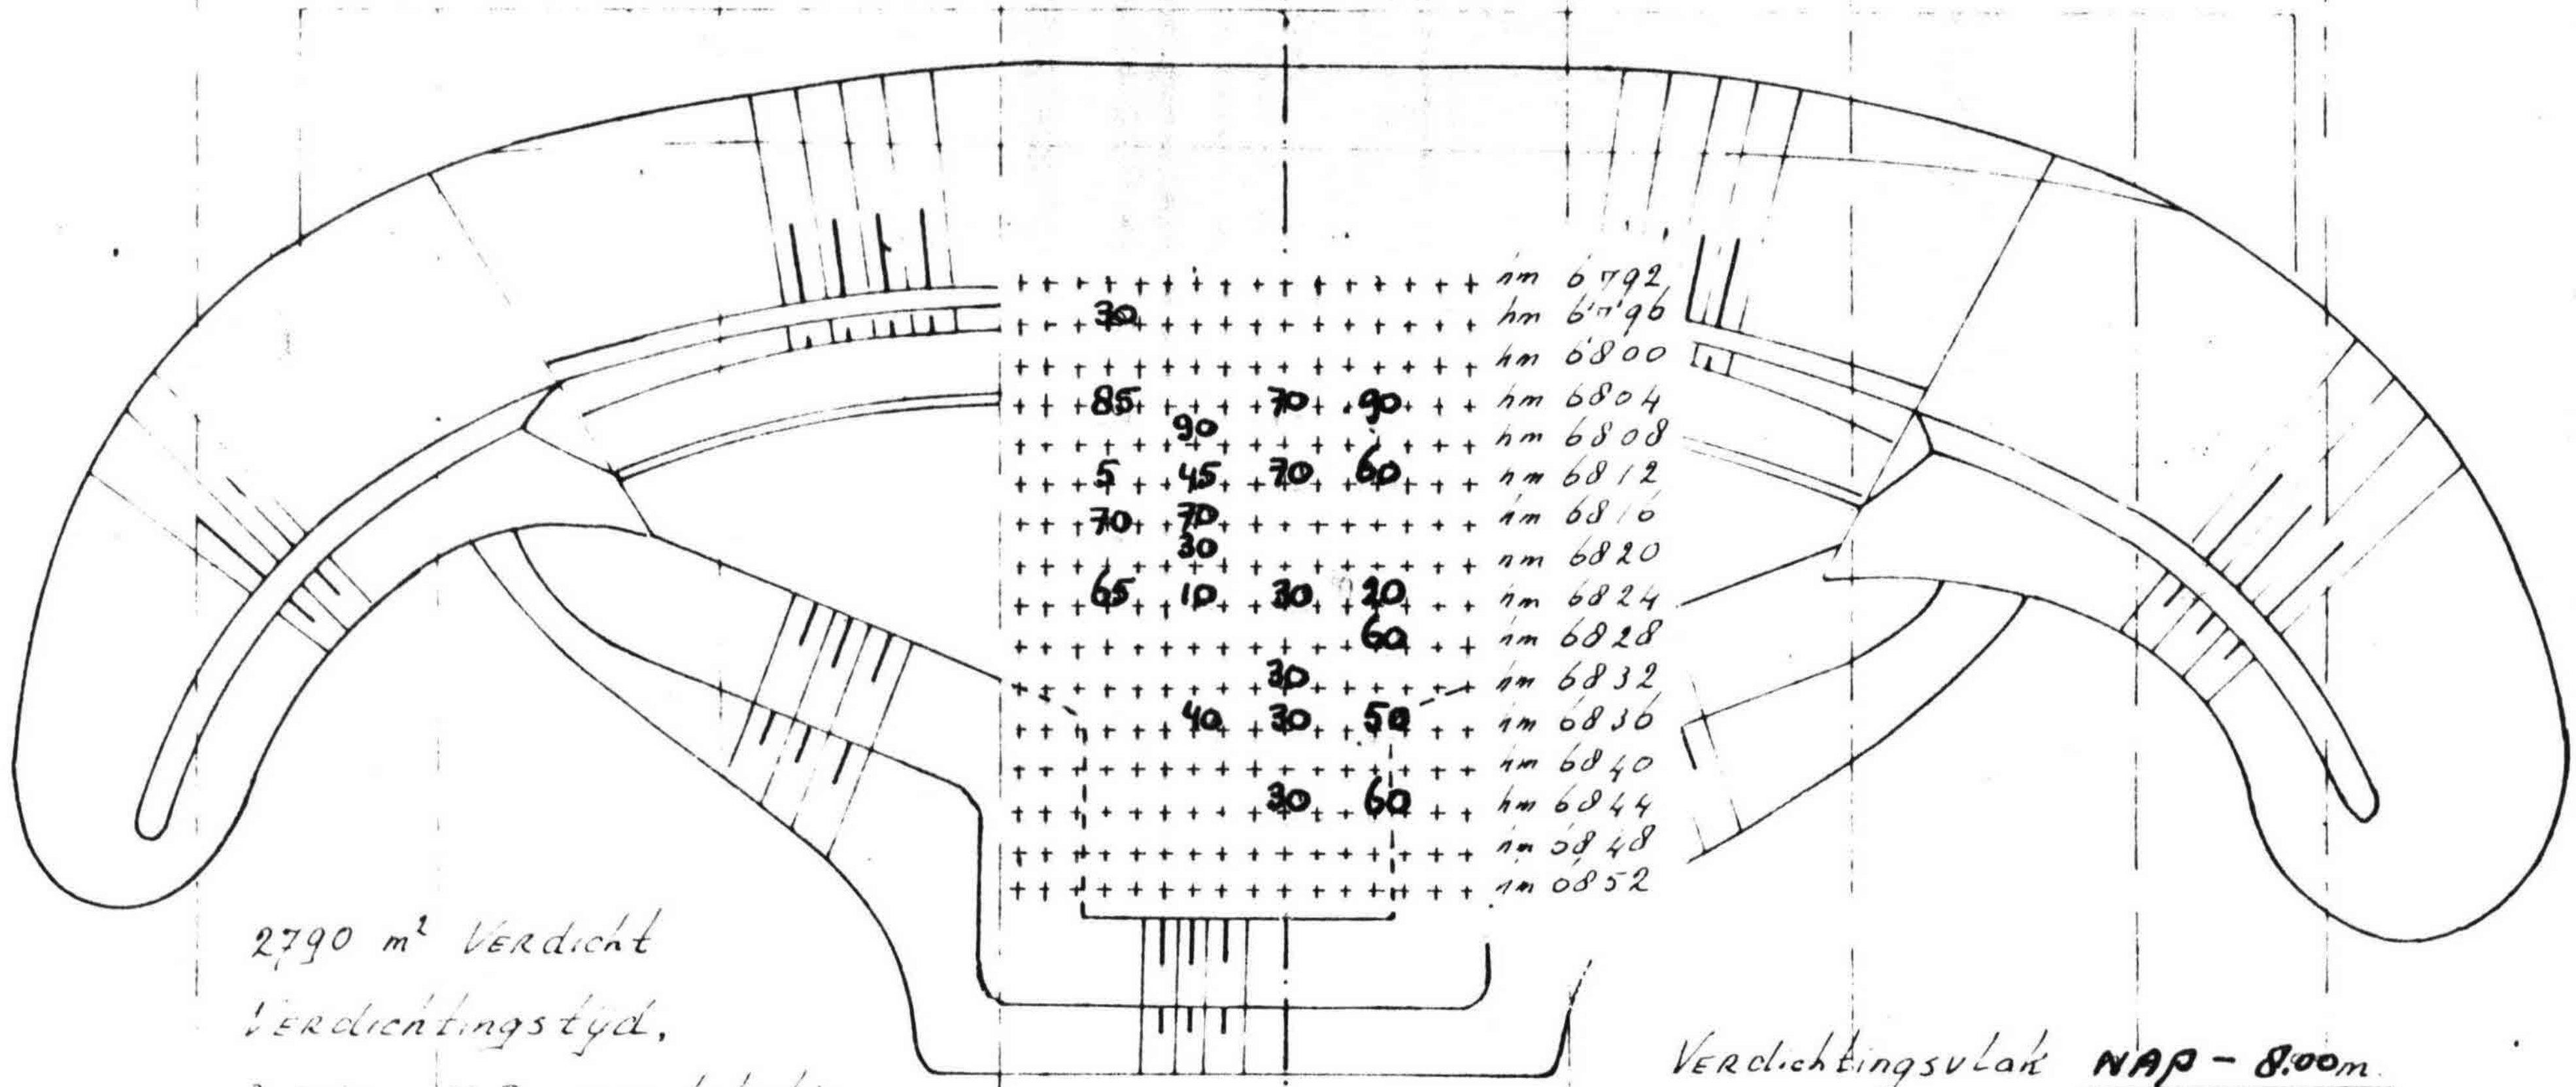 hm 6792
30 hm 6796
hm 6800
85 70 90 hm 6804
90 hm 6808
5 45 70 60 hm 6812
70 70 hm 6816
30 hm 6820
65 10 30 20 hm 6824
60 hm 6828
30 hm 6832
40 30 50 hm 6836
hm 6840
30 60 hm 6844
hm 6848
hm 6852
2790 m² Verdicht
Verdichtingstijd,
Verdichtingsvlak NAP - 8.00m